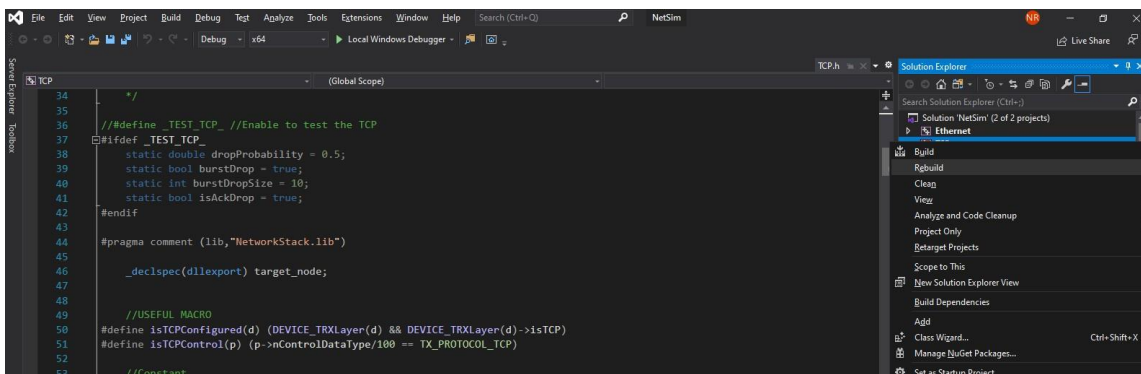 File Edit View Project Build Debug Test Analyze Tools Extensions Window Help Search (Ctrl+Q) NetSim NR
Debug x64 Local Windows Debugger Live Share
Server Explorer
Toolbox
TCP.h
TCP (Global Scope)
34 */
35
36 //#define _TEST_TCP_ //Enable to test the TCP
37 #ifdef _TEST_TCP_
38 static double dropProbability = 0.5;
39 static bool burstDrop = true;
40 static int burstDropSize = 10;
41 static bool isAckDrop = true;
42 #endif
43
44 #pragma comment (lib,"NetworkStack.lib")
45
46 _declspec(dllexport) target_node;
47
48
49 //USEFUL MACRO
50 #define isTCPConfigured(d) (DEVICE_TRXLayer(d) && DEVICE_TRXLayer(d)->isTCP)
51 #define isTCPControl(p) (p->nControlDataType/100 == TX_PROTOCOL_TCP)
52
53 //Constant
Solution Explorer
Search Solution Explorer (Ctrl+;)
Solution 'NetSim' (2 of 2 projects)
Ethernet
Build
Rebuild
Clean
View
Analyze and Code Cleanup
Project Only
Retarget Projects
Scope to This
New Solution Explorer View
Build Dependencies
Add
Class Wizard... Ctrl+Shift+X
Manage NuGet Packages...
Set as Startup Project